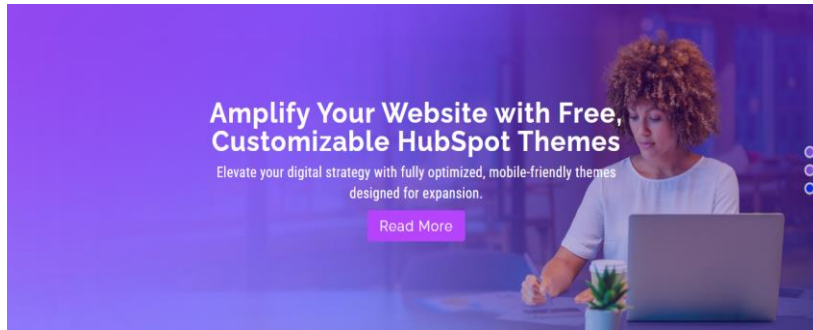 Amplify Your Website with Free,
Customizable HubSpot Themes
Elevate your digital strategy with fully optimized, mobile-friendly themes
designed for expansion.
Read More